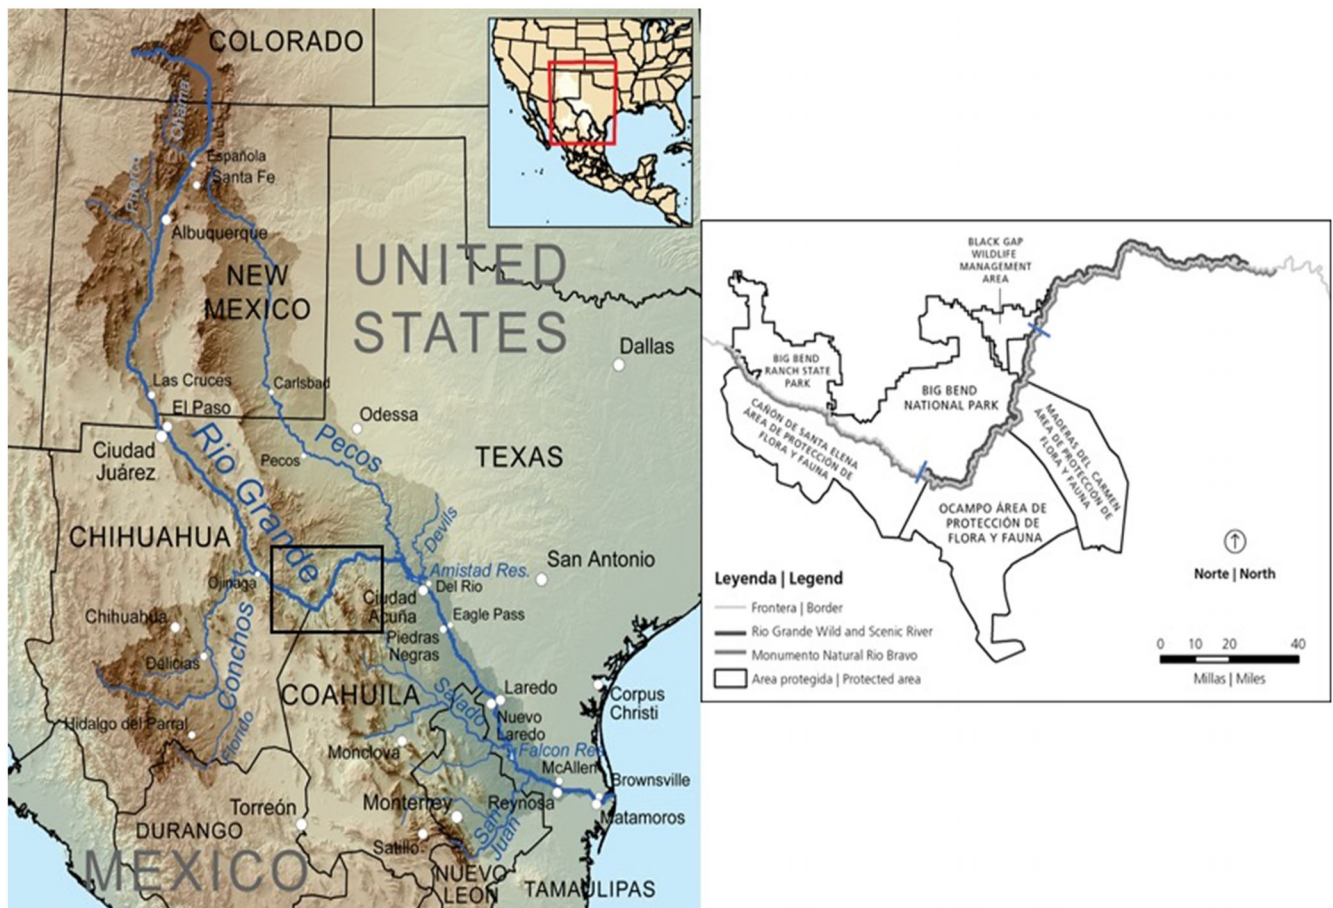 COLORADO
Chama
Española
Santa Fe
Puerco
Albuquerque
NEW
MEXICO
UNITED
STATES
Dallas
Las Cruces
Carlsbad
El Paso
Odessa
Ciudad
Juárez
Rio Grande
Pecos
Pecos
TEXAS
CHIHUAHUA
Devils
San Antonio
Ojinaga
Amistad Res.
Del Rio
Ciudad
Acuña
Eagle Pass
Chihuahua
Piedras
Negras
Conchos
Delicias
COAHUILA
Salado
Laredo
Corpus
Christi
Nuevo
Laredo
Hidalgo del Parral
Florido
Monclova
Falcon Res
McAllen
Brownsville
Torreón
Monterrey
Reynosa
Matamoros
DURANGO
San
Juan
Satillo
MEXICO
NUEVO
LEON
TAMAULIPAS
BLACK GAP
WILDLIFE
MANAGEMENT
AREA
BIG BEND
RANCH STATE
PARK
BIG BEND
NATIONAL PARK
CAÑÓN DE SANTA ELENA
ÁREA DE PROTECCIÓN DE
FLORA Y FAUNA
MADERAS DEL CARMEN
ÁREA DE PROTECCIÓN DE
FLORA Y FAUNA
OCAMPO ÁREA DE
PROTECCIÓN DE
FLORA Y FAUNA
Norte | North
Leyenda | Legend
Frontera | Border
Rio Grande Wild and Scenic River
Monumento Natural Rio Bravo
Area protegida | Protected area
0 10 20 40
Millas | Miles